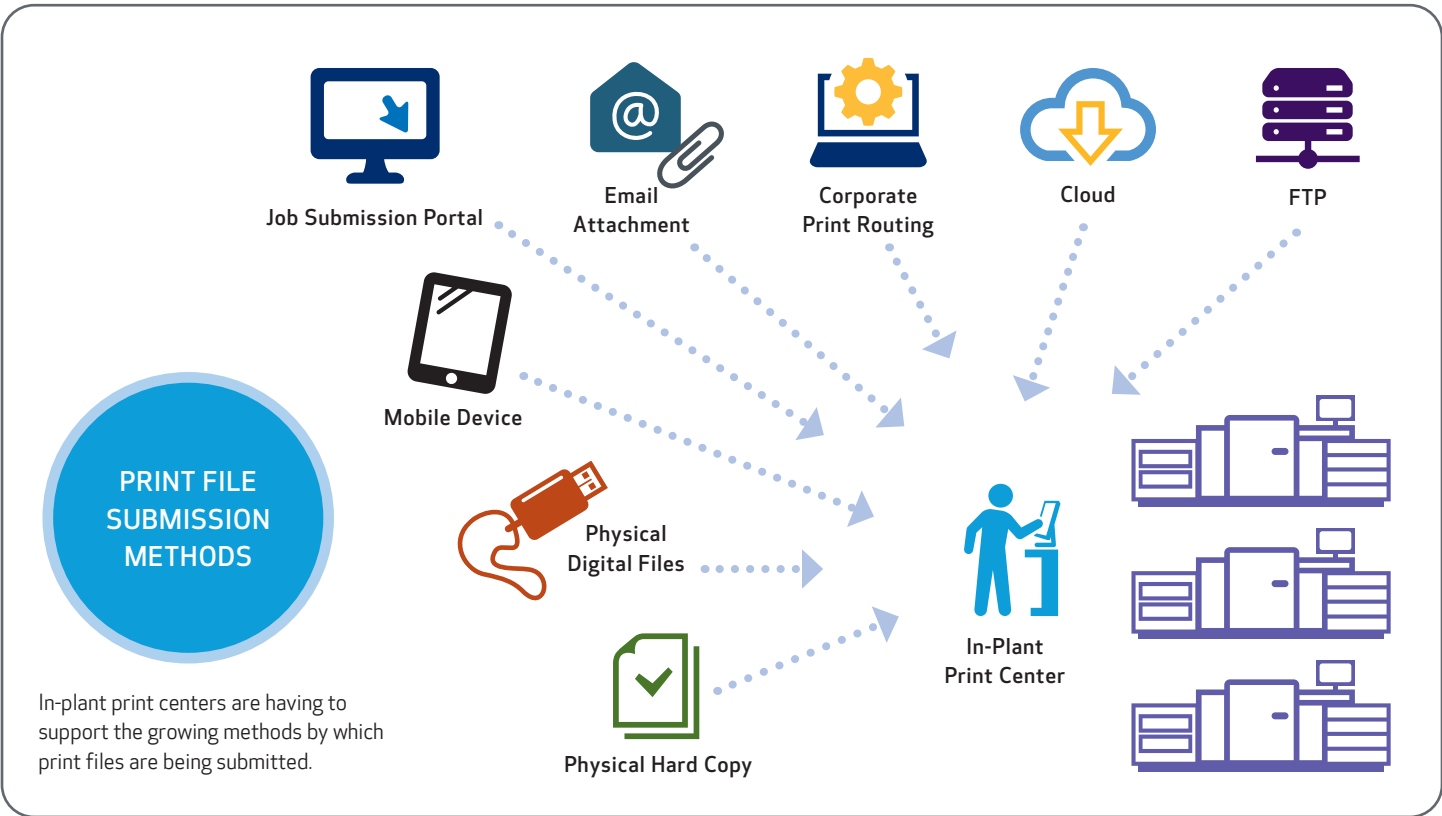 Job Submission Portal
Email
Attachment
@
Corporate
Print Routing
Cloud
FTP
Mobile Device
PRINT FILE
SUBMISSION
METHODS
Physical
Digital Files
In-Plant
Print Center
In-plant print centers are having to
support the growing methods by which
print files are being submitted.
Physical Hard Copy